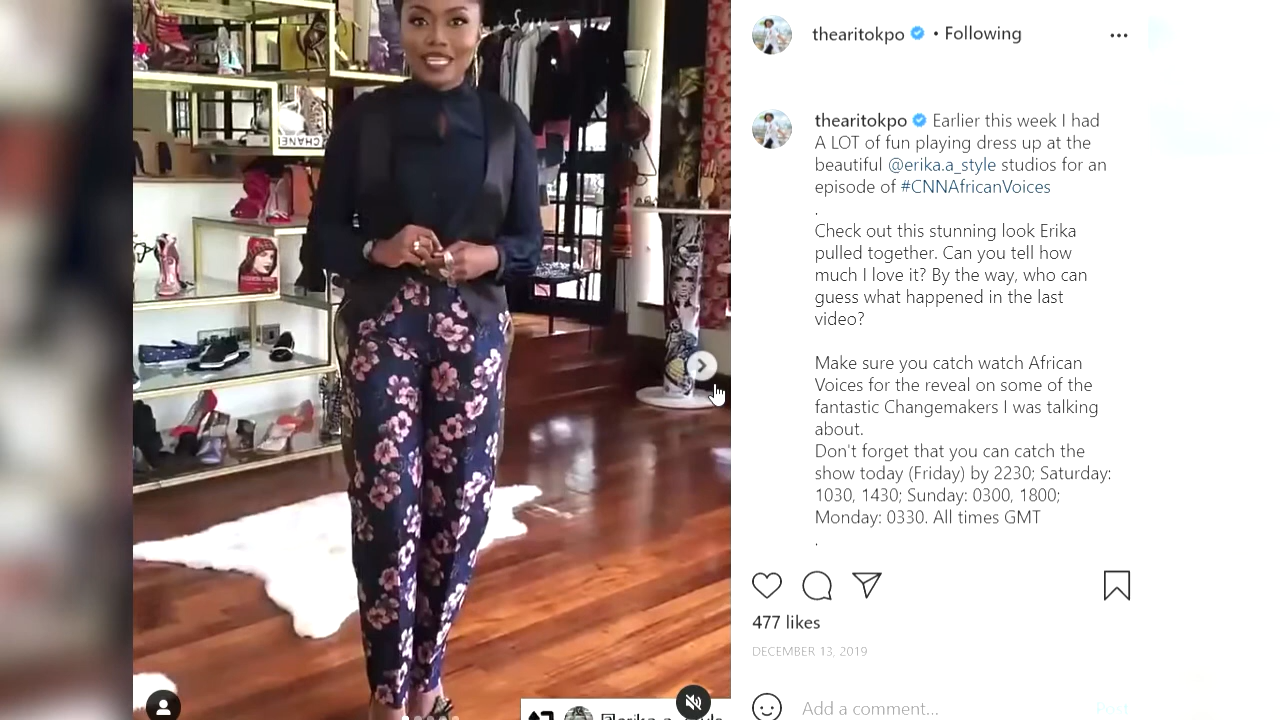 thearitokpo • Following
thearitokpo Earlier this week I had
A LOT of fun playing dress up at the
beautiful @erika.a_style studios for an
episode of #CNNAfricanVoices
.
Check out this stunning look Erika
pulled together. Can you tell how
much I love it? By the way, who can
guess what happened in the last
video?
Make sure you catch watch African
Voices for the reveal on some of the
fantastic Changemakers I was talking
about.
Don't forget that you can catch the
show today (Friday) by 2230; Saturday:
1030, 1430; Sunday: 0300, 1800;
Monday: 0330. All times GMT
.
477 likes
DECEMBER 13, 2019
Add a comment... Post
CHANEL
@erika.a_style